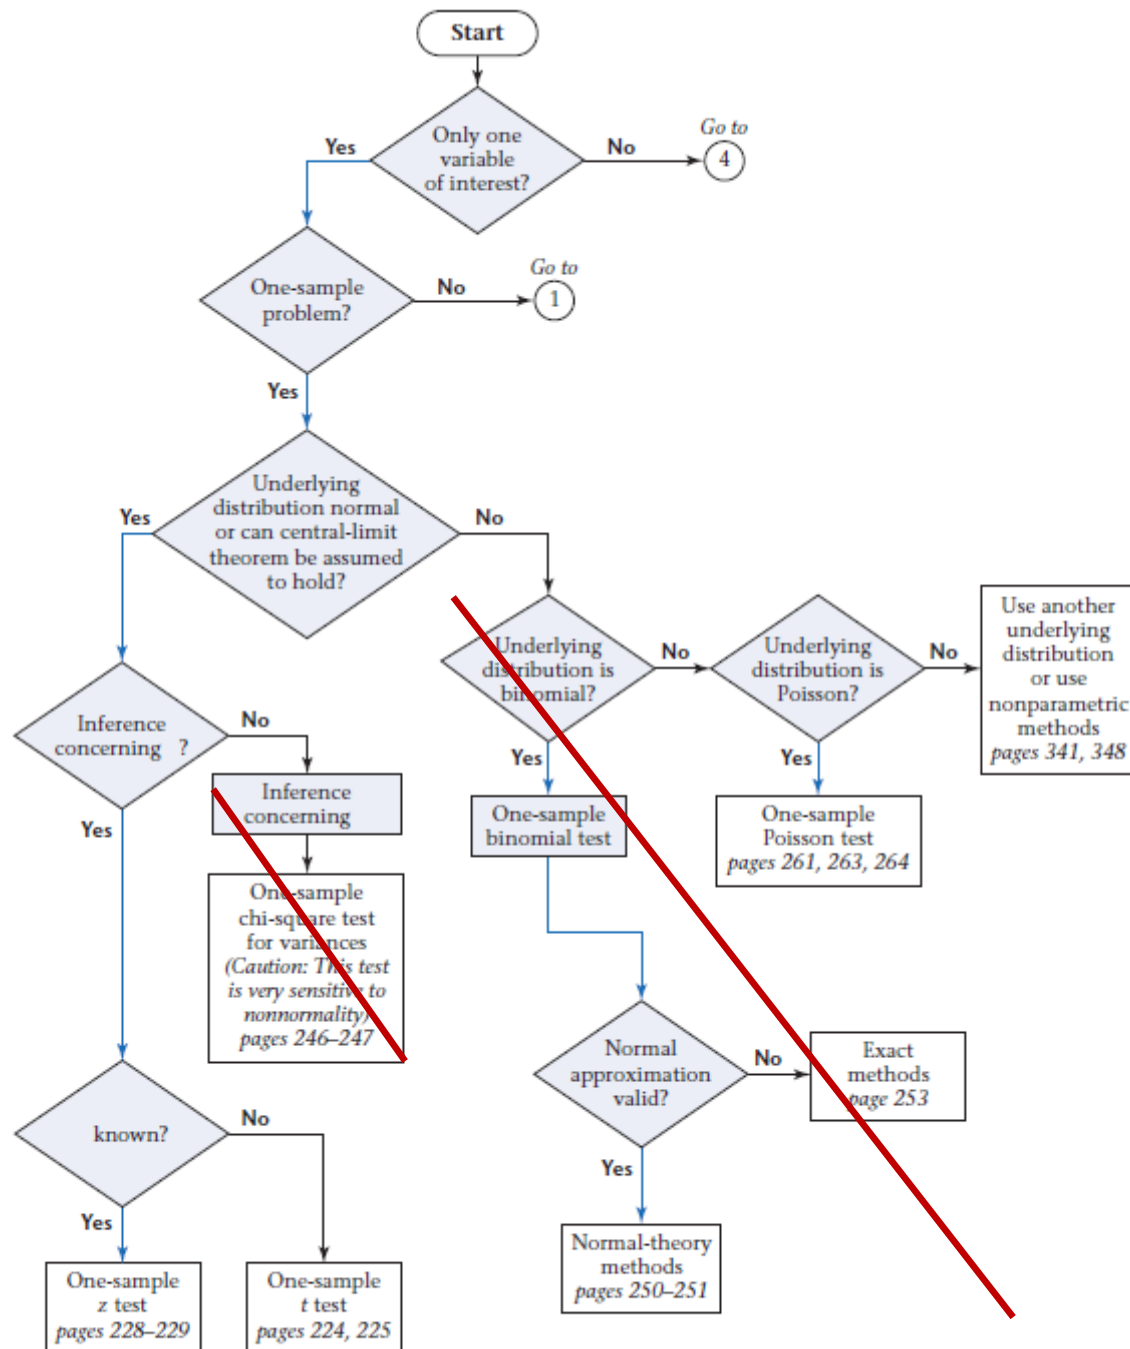 Start
Only one
variable
of interest?
Yes
No
Go to
4
One-sample
problem?
No
Go to
1
Yes
Underlying
distribution normal
or can central-limit
theorem be assumed
to hold?
Yes
No
Underlying
distribution is
binomial?
No
Underlying
distribution is
Poisson?
No
Use another
underlying
distribution
or use
nonparametric
methods
pages 341, 348
Yes
One-sample
binomial test
Yes
One-sample
Poisson test
pages 261, 263, 264
Inference
concerning ?
No
Inference
concerning
One-sample
chi-square test
for variances
(Caution: This test
is very sensitive to
nonnormality)
pages 246–247
Yes
Normal
approximation
valid?
No
Exact
methods
page 253
Yes
Normal-theory
methods
pages 250–251
known?
No
Yes
One-sample
z test
pages 228–229
One-sample
t test
pages 224, 225